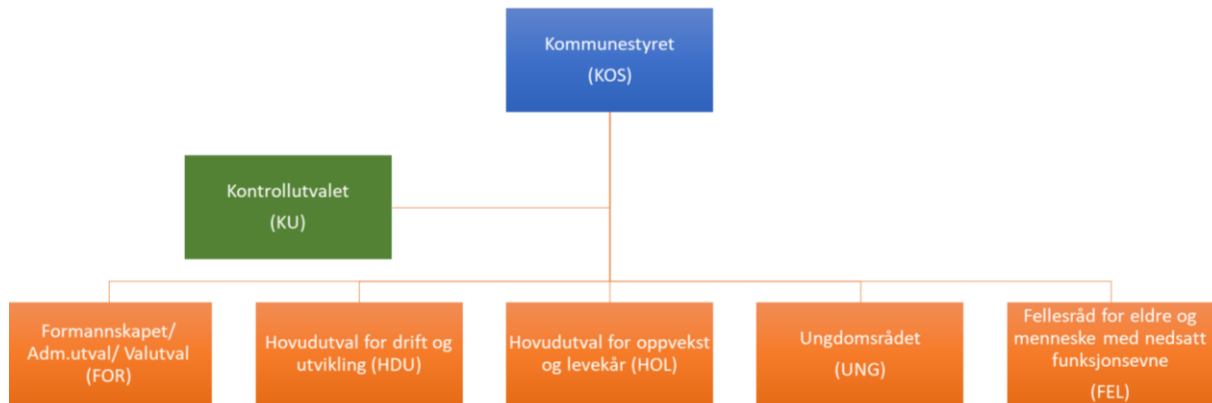 Kommunestyret
(KOS)
Kontrollutvalet
(KU)
Formannskapet/
Adm.utval/ Valutval
(FOR)
Hovudutval for drift og
utvikling (HDU)
Hovudutval for oppvekst
og levekår (HOL)
Ungdomsrådet
(UNG)
Fellesråd for eldre og
menneske med nedsatt
funksjonsevne
(FEL)